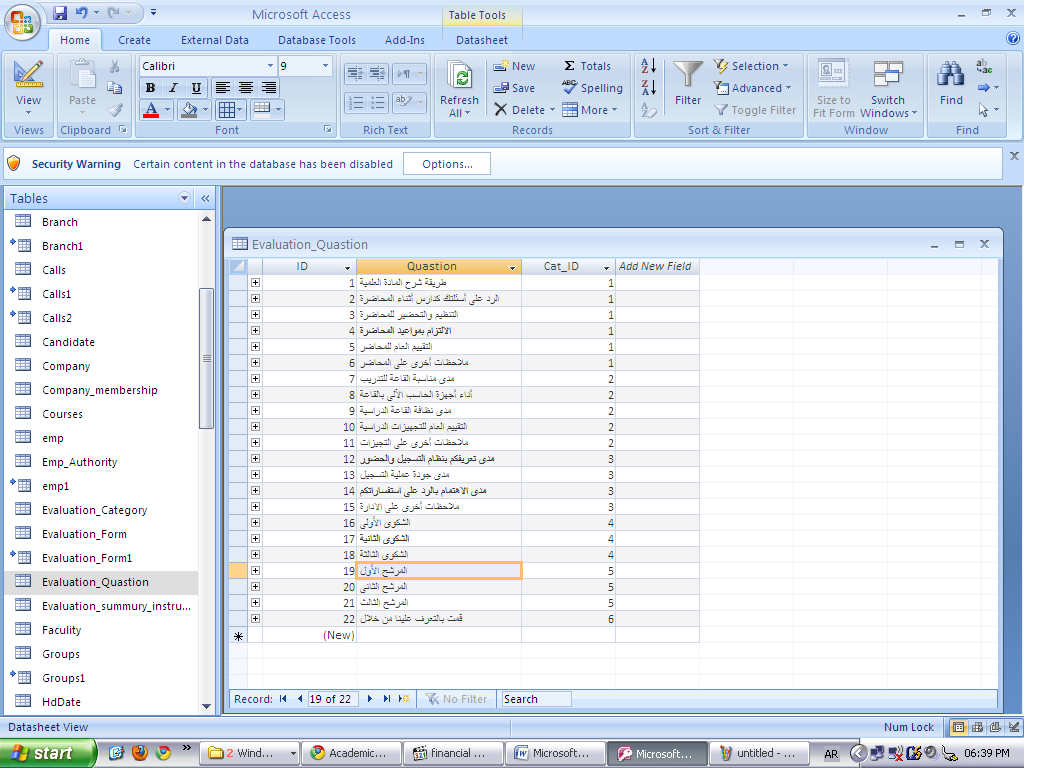 Microsoft Access
Table Tools
Home Create External Data Database Tools Add-Ins Datasheet
View
Views
Paste
Clipboard
Calibri 9
B I U
Font
Rich Text
Refresh All
New
Save
Delete
Totals
Spelling
More
Records
Filter
Selection
Advanced
Toggle Filter
Sort & Filter
Size to Fit Form
Switch Windows
Window
Find
Find
Security Warning Certain content in the database has been disabled Options...
Tables
Branch
Branch1
Calls
Calls1
Calls2
Candidate
Company
Company_membership
Courses
emp
Emp_Authority
emp1
Evaluation_Category
Evaluation_Form
Evaluation_Form1
Evaluation_Quastion
Evaluation_summury_instru...
Faculty
Groups
Groups1
HdDate
Evaluation_Quastion
ID Quastion Cat_ID Add New Field
1 طريقة شرح المادة العلمية 1
2 الرد على أسئلتك كدارس أثناء المحاضرة 1
3 التنظيم والتحضير للمحاضرة 1
4 الالتزام بمواعيد المحاضرة 1
5 التقييم العام للمحاضر 1
6 ملاحظات أخرى على المحاضر 1
7 مدى مناسبة القاعة للتدريب 2
8 أداء أجهزة الحاسب الآلى بالقاعة 2
9 مدى نظافة القاعة الدراسية 2
10 التقييم العام للتجهيزات الدراسية 2
11 ملاحظات أخرى على التجيزات 2
12 مدى تعريفكم بنظام التسجيل والحضور 3
13 مدى جودة عملية التسجيل 3
14 مدى الاهتمام بالرد على استفساراتكم 3
15 ملاحظات أخرى على الادارة 3
16 الشكوى الأولى 4
17 الشكوى الثانية 4
18 الشكوى الثالثة 4
19 المرشح الأول 5
20 المرشح الثانى 5
21 المرشح الثالث 5
22 قمت بالتعرف علينا من خلال 6
(New)
Record: 19 of 22 No Filter Search
Datasheet View Num Lock
start 2 Wind... Academic... financial ... Microsoft... Microsoft... untitled - ... AR 06:39 PM